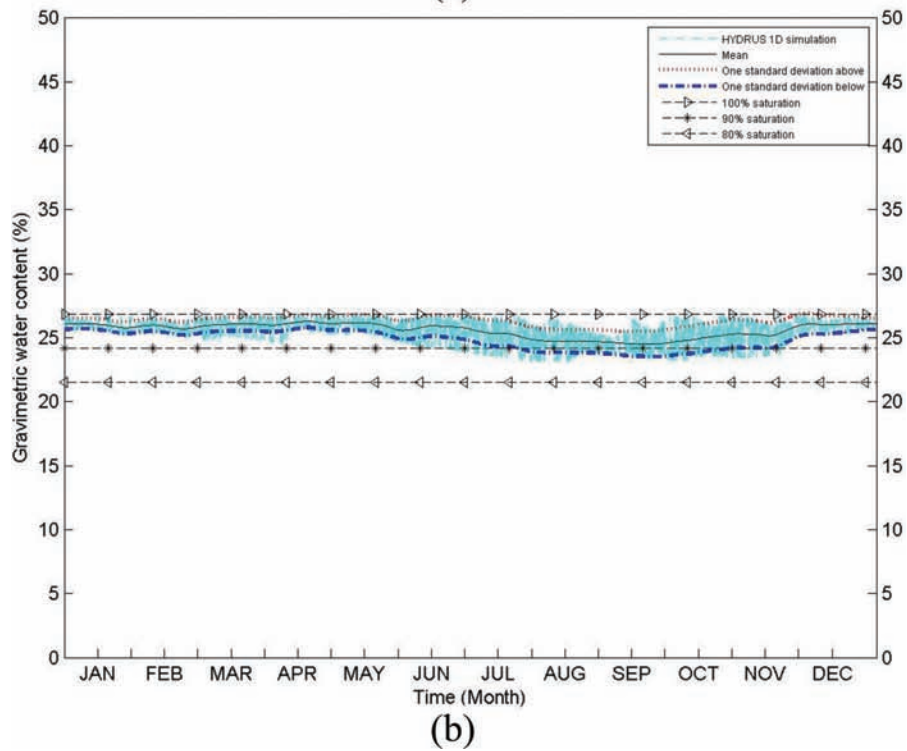 50
45
40
35
30
25
20
15
10
5
0
50
45
40
35
30
25
20
15
10
5
0
HYDRUS 1D simulation
Mean
One standard deviation above
One standard deviation below
100% saturation
90% saturation
80% saturation
Gravimetric water content (%)
JAN FEB MAR APR MAY JUN JUL AUG SEP OCT NOV DEC
Time (Month)
(b)